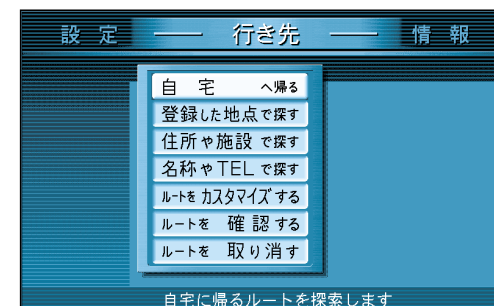 設定 行き先 情報
自宅 へ帰る
登録した地点で探す
住所や施設で探す
名称やTELで探す
ルートをカスタマイズする
ルートを 確認する
ルートを 取り消す
自宅に帰るルートを探索します